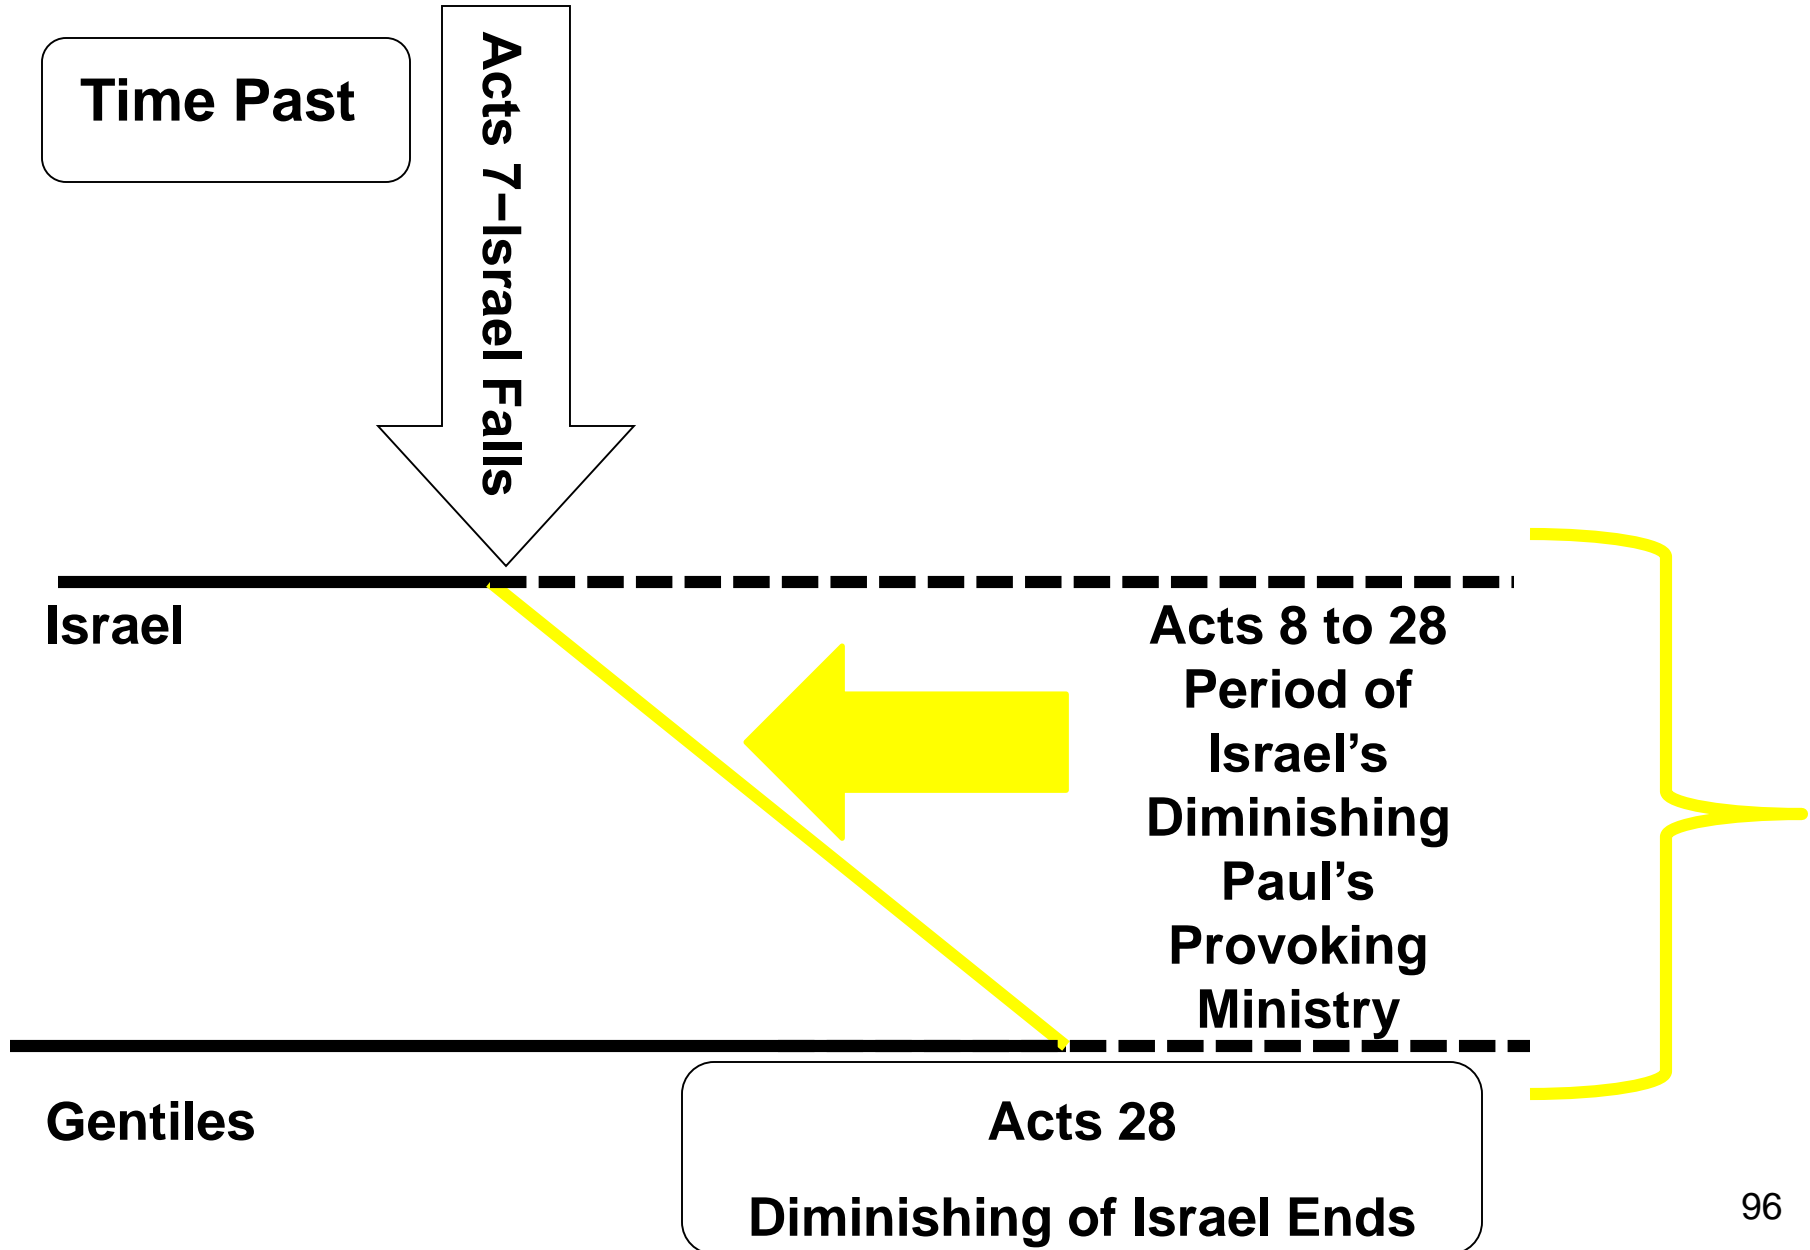 Time Past
Acts 7–Israel Falls
Israel
Acts 8 to 28
Period of
Israel’s
Diminishing
Paul’s
Provoking
Ministry
Gentiles
Acts 28
Diminishing of Israel Ends
96